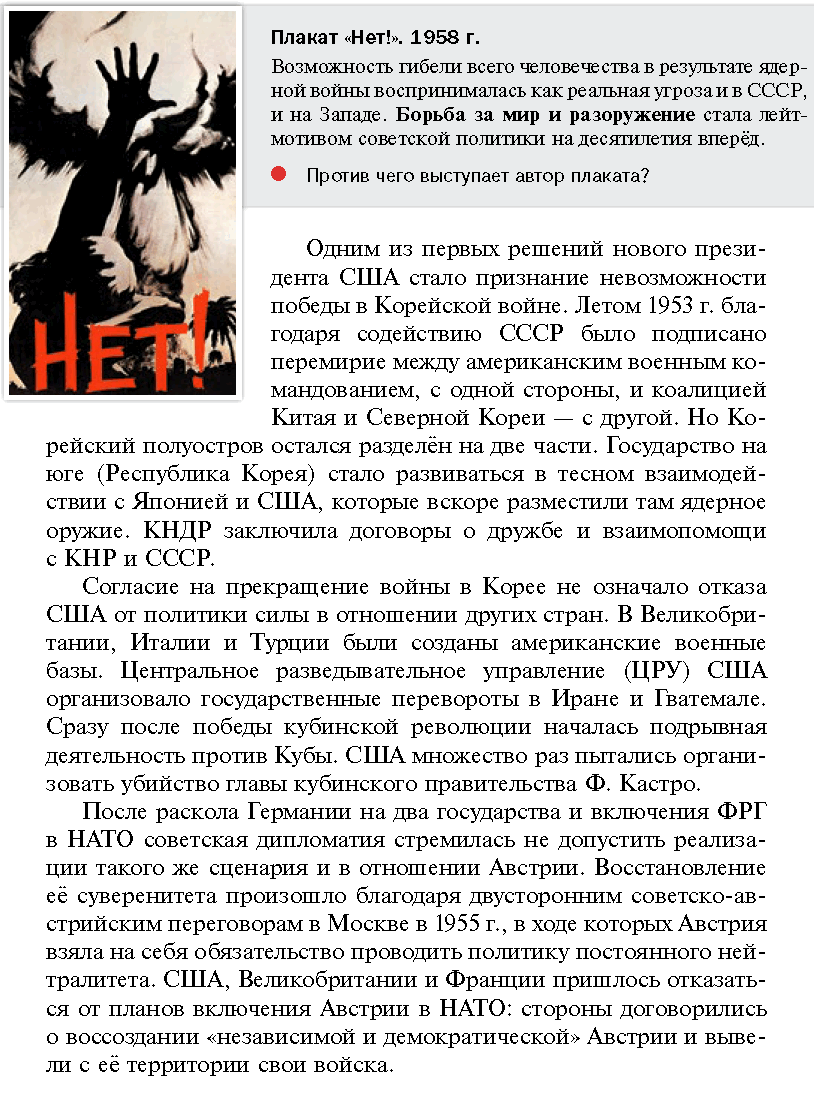 Плакат «Нет!». 1958 г.
Возможность гибели всего человечества в результате ядер-
ной войны воспринималась как реальная угроза и в СССР,
и на Западе. Борьба за мир и разоружение стала лейт-
мотивом советской политики на десятилетия вперёд.
Против чего выступает автор плаката?
НЕТ!
Одним из первых решений нового прези-
дента США стало признание невозможности
победы в Корейской войне. Летом 1953 г. бла-
годаря содействию СССР было подписано
перемирие между американским военным ко-
мандованием, с одной стороны, и коалицией
Китая и Северной Кореи — с другой. Но Ко-
рейский полуостров остался разделён на две части. Государство на
юге (Республика Корея) стало развиваться в тесном взаимодей-
ствии с Японией и США, которые вскоре разместили там ядерное
оружие. КНДР заключила договоры о дружбе и взаимопомощи
с КНР и СССР.
Согласие на прекращение войны в Корее не означало отказа
США от политики силы в отношении других стран. В Великобри-
тании, Италии и Турции были созданы американские военные
базы. Центральное разведывательное управление (ЦРУ) США
организовало государственные перевороты в Иране и Гватемале.
Сразу после победы кубинской революции началась подрывная
деятельность против Кубы. США множество раз пытались органи-
зовать убийство главы кубинского правительства Ф. Кастро.
После раскола Германии на два государства и включения ФРГ
в НАТО советская дипломатия стремилась не допустить реализа-
ции такого же сценария и в отношении Австрии. Восстановление
её суверенитета произошло благодаря двусторонним советско-ав-
стрийским переговорам в Москве в 1955 г., в ходе которых Австрия
взяла на себя обязательство проводить политику постоянного ней-
тралитета. США, Великобритании и Франции пришлось отказать-
ся от планов включения Австрии в НАТО: стороны договорились
о воссоздании «независимой и демократической» Австрии и выве-
ли с её территории свои войска.